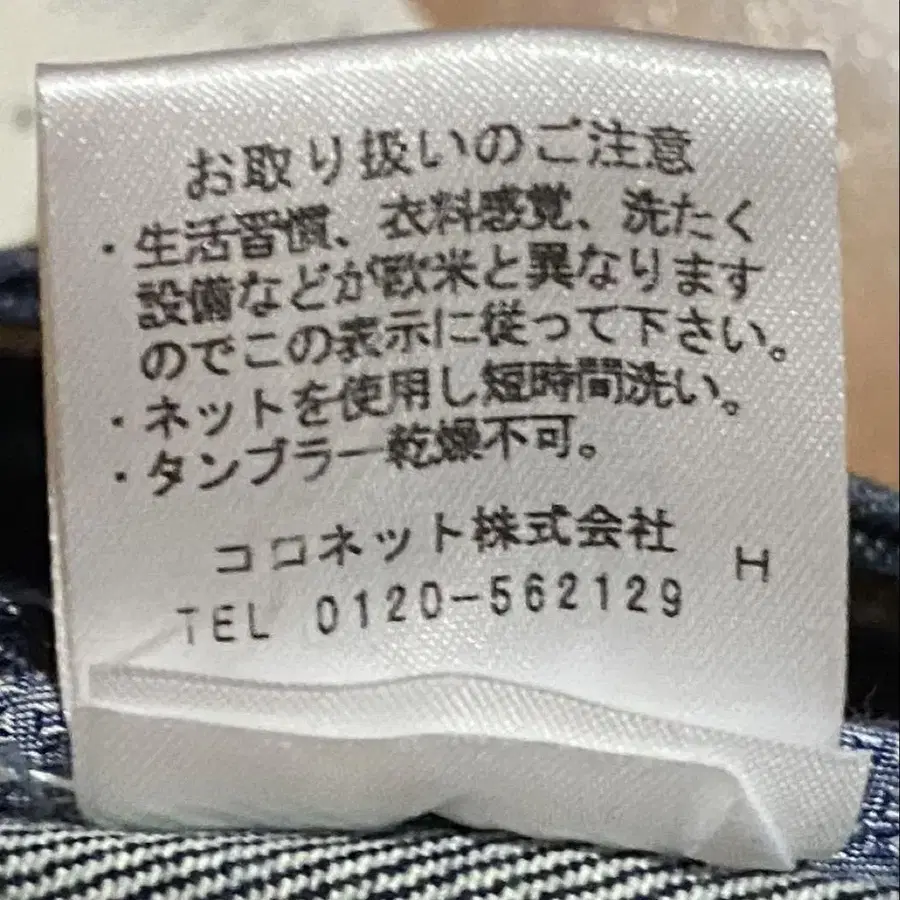 お取り扱いのご注意
・生活習慣、衣料感覚、洗たく
設備などが欧米と異なります
のでこの表示に従って下さい。
・ネットを使用し短時間洗い。
・タンブラー乾燥不可。
コロネット株式会社
H
TEL 0120-562129